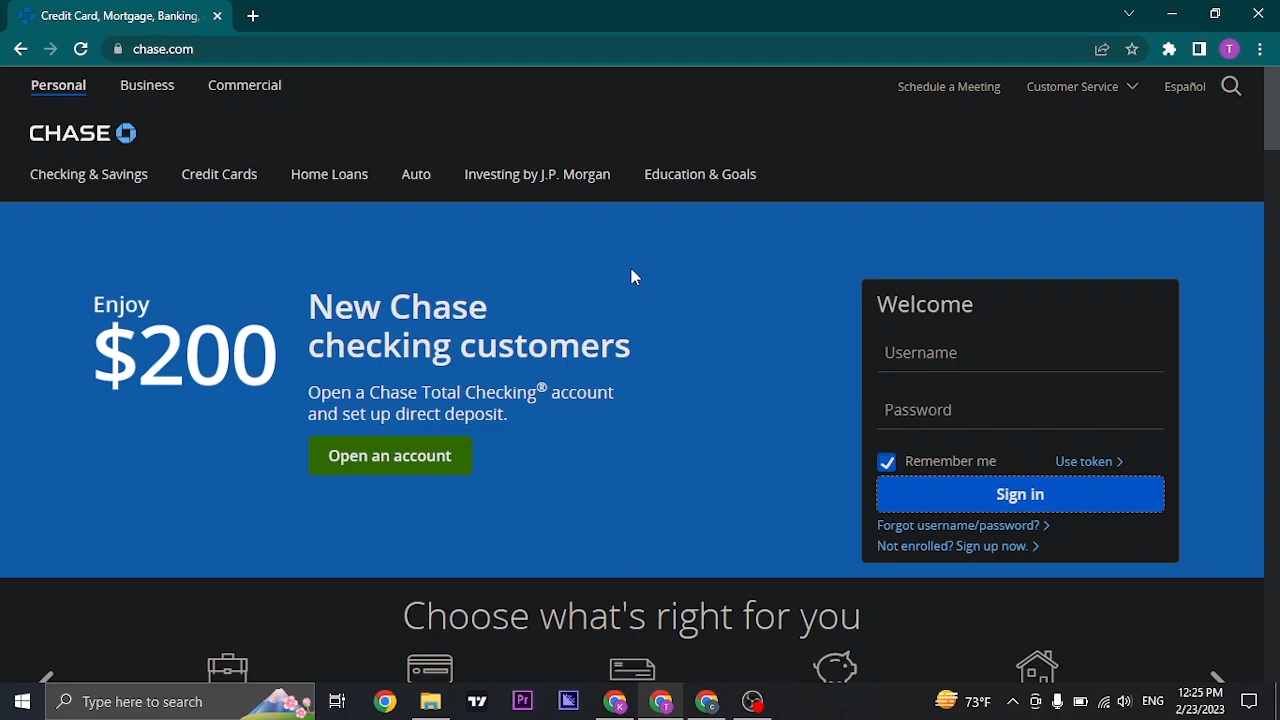 Credit Card, Mortgage, Banking,
chase.com
T
Personal
Business
Commercial
Schedule a Meeting
Customer Service
Español
CHASE
Checking & Savings
Credit Cards
Home Loans
Auto
Investing by J.P. Morgan
Education & Goals
Enjoy
$200
New Chase
checking customers
Open a Chase Total Checking® account
and set up direct deposit.
Open an account
Welcome
Username
Password
Remember me
Use token
Sign in
Forgot username/password?
Not enrolled? Sign up now.
Choose what's right for you
Type here to search
Pr
K
T
C
73°F
ENG
12:25 PM
2/23/2023